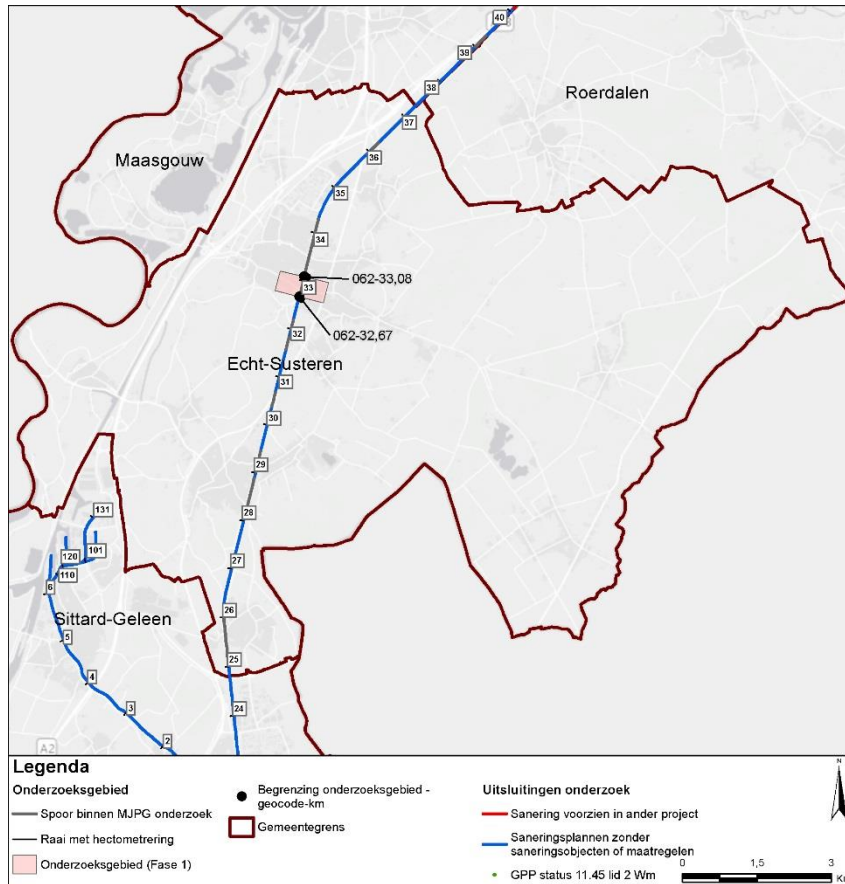 40
39
38
Roerdalen
37
Maasgouw
36
35
34
062-33,08
33
062-32,67
32
Echt-Susteren
31
30
29
131
28
120
101
27
110
6
26
Sittard-Geleen
5
25
4
3
24
2
A2
Legenda
Onderzoeksgebied
Spoor binnen MJPG onderzoek
Raai met hectometrering
Onderzoeksgebied (Fase 1)
Begrenzing onderzoeksgebied -
geocode-km
Gemeentegrens
Uitsluitingen onderzoek
Sanering voorzien in ander project
Saneringsplannen zonder
saneringsobjecten of maatregelen
GPP status 11.45 lid 2 Wm
N
0 1,5 3